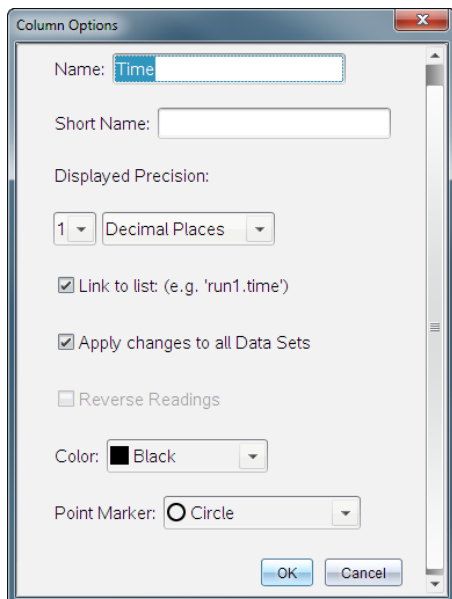 Column Options
Name: Time
Short Name:
Displayed Precision:
1 Decimal Places
Link to list: (e.g. 'run1.time')
Apply changes to all Data Sets
Reverse Readings
Color: Black
Point Marker: Circle
OK Cancel